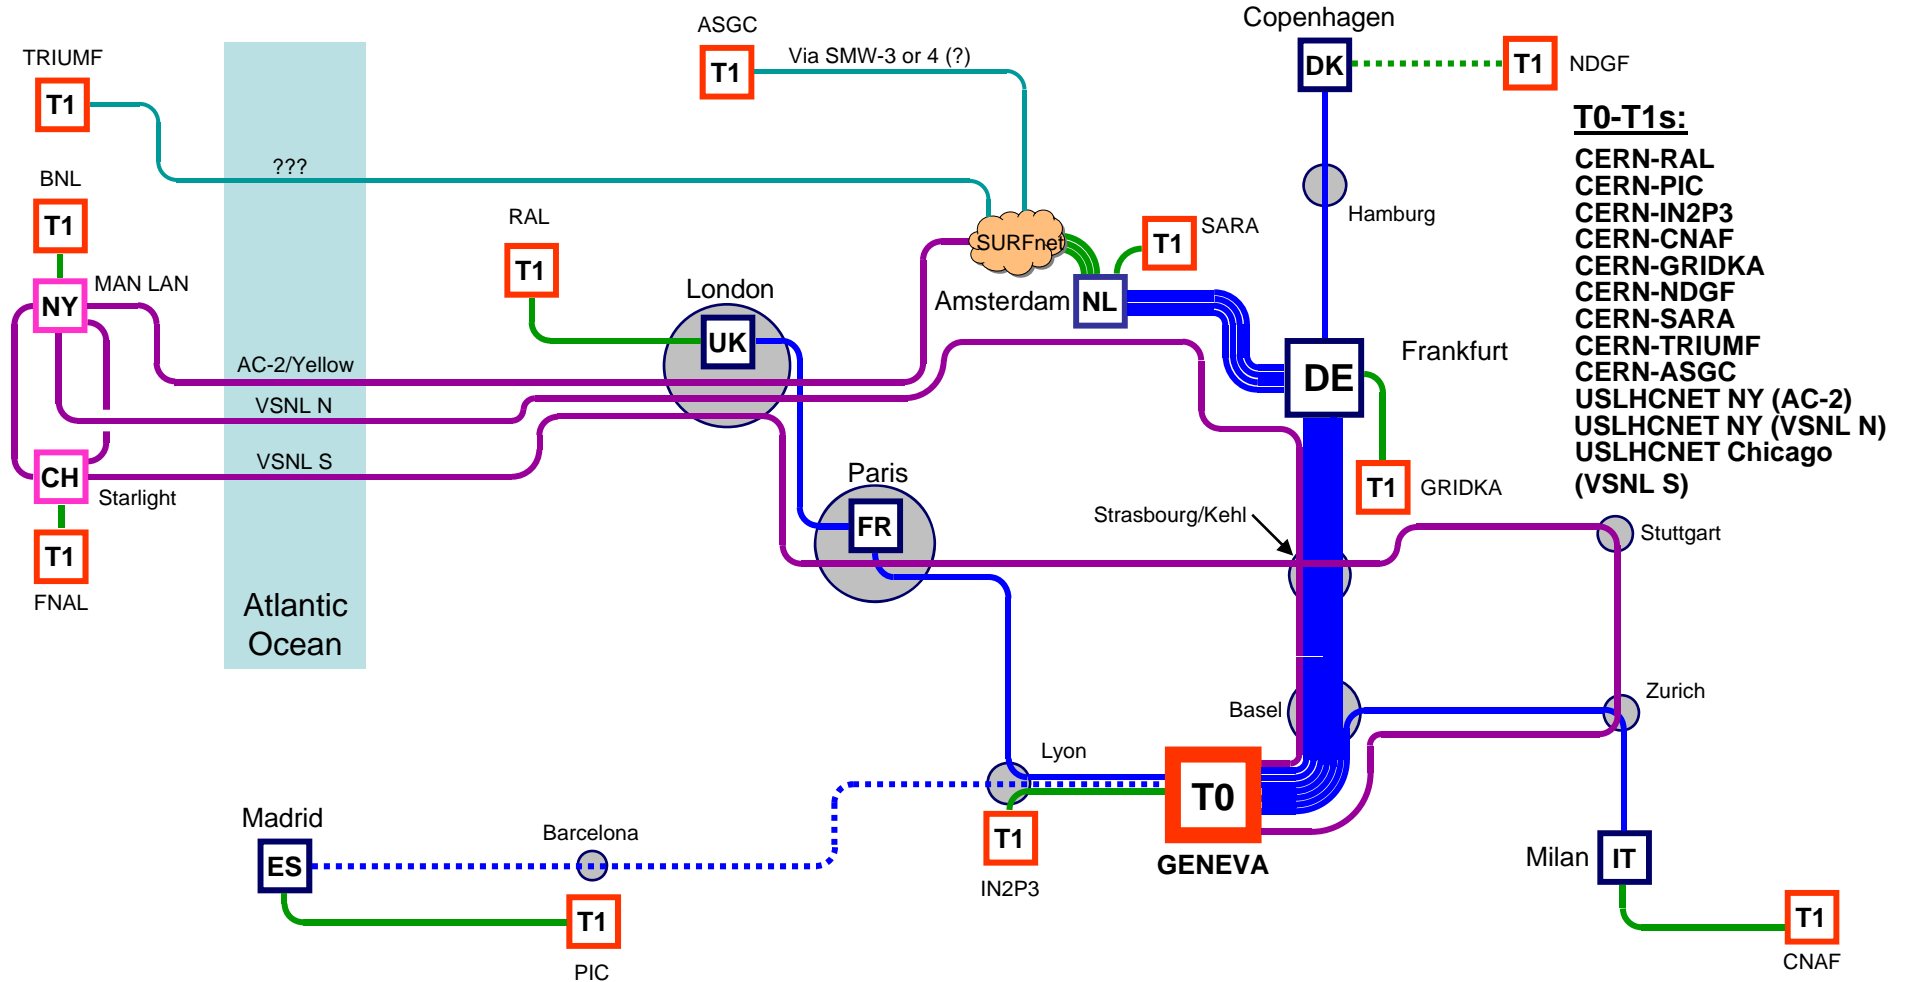 Copenhagen
ASGC
TRIUMF
Via SMW-3 or 4 (?)
T1
DK
T1
NDGF
T1
T0-T1s:
CERN-RAL
CERN-PIC
CERN-IN2P3
CERN-CNAF
CERN-GRIDKA
CERN-NDGF
CERN-SARA
CERN-TRIUMF
CERN-ASGC
USLHCNET NY (AC-2)
USLHCNET NY (VSNL N)
USLHCNET Chicago
(VSNL S)
???
BNL
T1
RAL
T1
Hamburg
SARA
T1
SURFnet
MAN LAN
NY
London
UK
Amsterdam
NL
Frankfurt
DE
AC-2/Yellow
VSNL N
VSNL S
CH
Starlight
Paris
FR
T1
GRIDKA
Strasbourg/Kehl
Stuttgart
T1
FNAL
Atlantic
Ocean
Zurich
Basel
Lyon
T0
GENEVA
Madrid
ES
Barcelona
T1
IN2P3
Milan
IT
T1
PIC
T1
CNAF